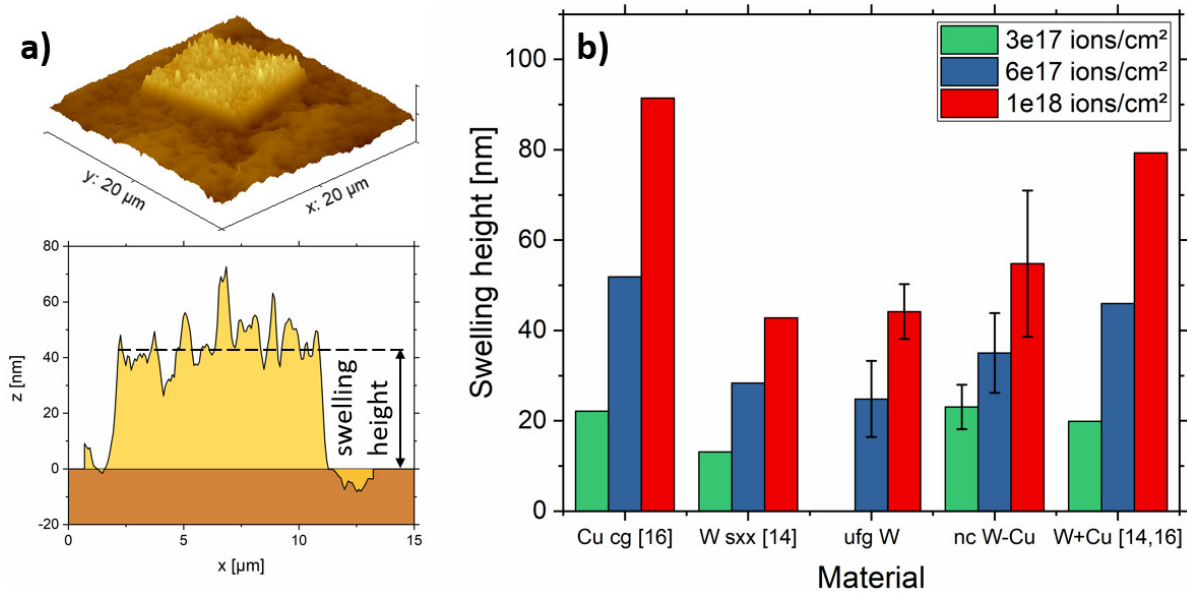 a)
y: 20 µm
x: 20 µm
80
60
40
20
0
-20
z [nm]
swelling
height
0
5
10
15
x [µm]
b)
3e17 ions/cm²
6e17 ions/cm²
1e18 ions/cm²
100
80
60
40
20
0
Swelling height [nm]
Cu cg [16]
W sxx [14]
ufg W
nc W-Cu
W+Cu [14,16]
Material